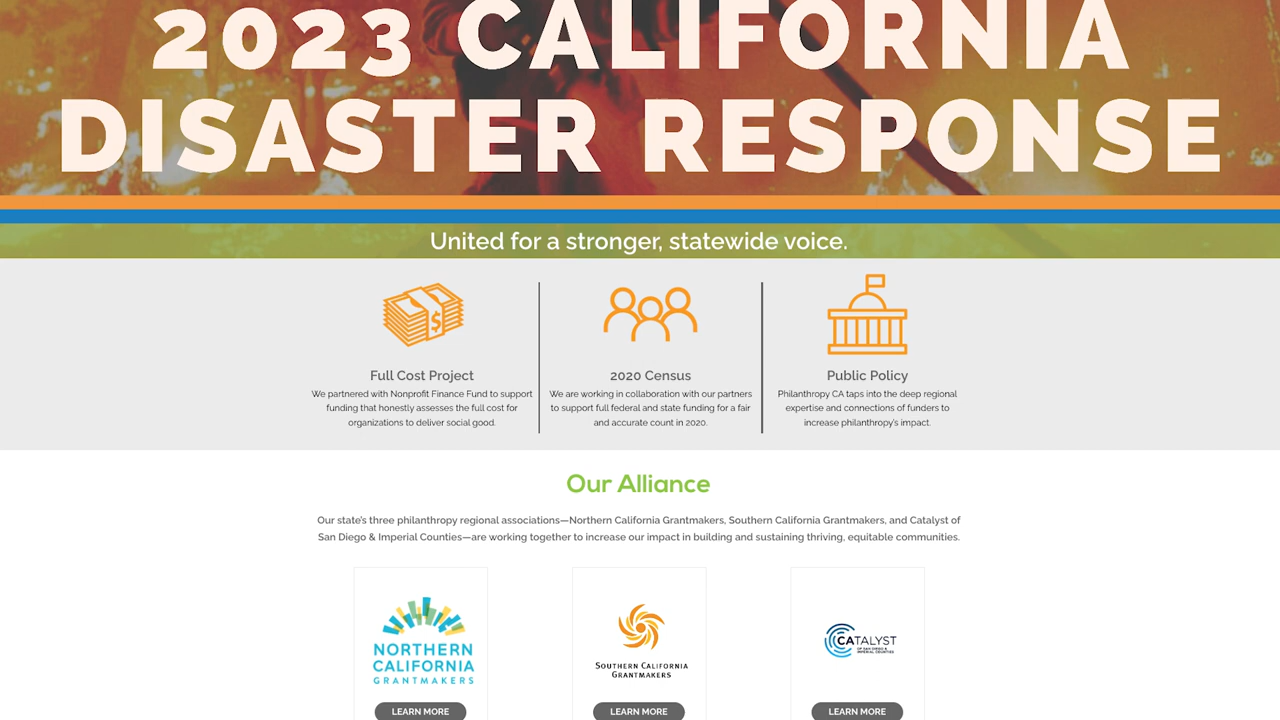 2023 CALIFORNIA
DISASTER RESPONSE
United for a stronger, statewide voice.
Full Cost Project
We partnered with Nonprofit Finance Fund to support
funding that honestly assesses the full cost for
organizations to deliver social good.
2020 Census
We are working in collaboration with our partners
to support full federal and state funding for a fair
and accurate count in 2020.
Public Policy
Philanthropy CA taps into the deep regional
expertise and connections of funders to
increase philanthropy's impact.
Our Alliance
Our state's three philanthropy regional associations—Northern California Grantmakers, Southern California Grantmakers, and Catalyst of
San Diego & Imperial Counties—are working together to increase our impact in building and sustaining thriving, equitable communities.
NORTHERN
CALIFORNIA
GRANTMAKERS
LEARN MORE
SOUTHERN CALIFORNIA
GRANTMAKERS
LEARN MORE
CATALYST
OF SAN DIEGO &
IMPERIAL COUNTIES
LEARN MORE